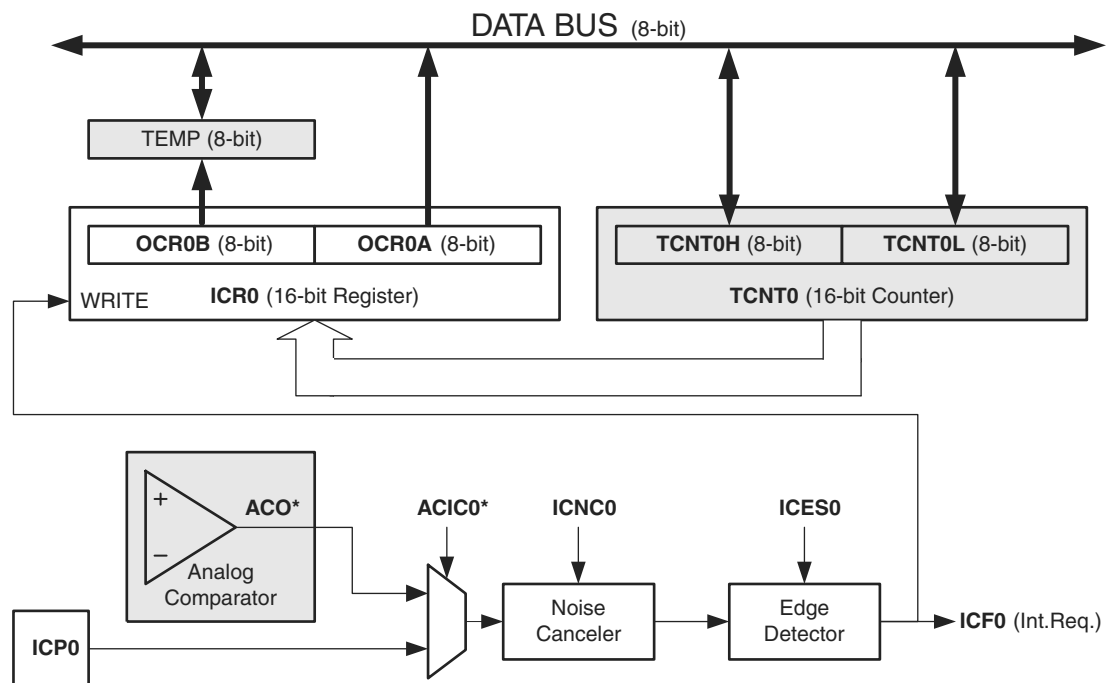 DATA BUS (8-bit)
TEMP (8-bit)
OCR0B (8-bit) OCR0A (8-bit)
TCNT0H (8-bit) TCNT0L (8-bit)
WRITE ICR0 (16-bit Register)
TCNT0 (16-bit Counter)
+
ACO*
−
Analog
Comparator
ACIC0*
ICNC0
ICES0
Noise
Canceler
Edge
Detector
ICF0 (Int.Req.)
ICP0